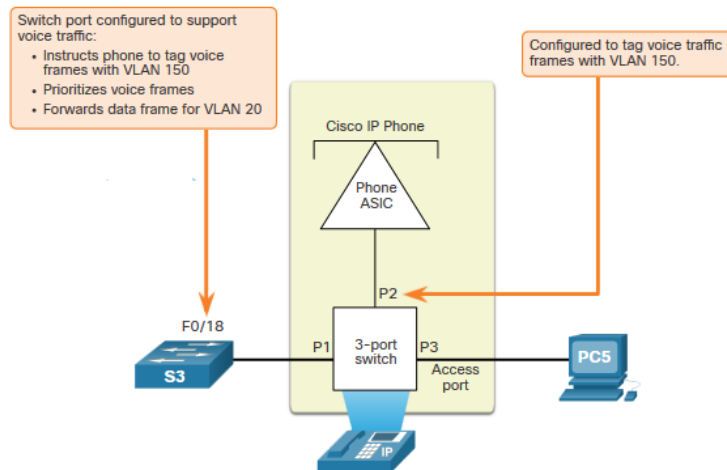 Switch port configured to support
voice traffic:
• Instructs phone to tag voice
frames with VLAN 150
• Prioritizes voice frames
• Forwards data frame for VLAN 20
Configured to tag voice traffic
frames with VLAN 150.
Cisco IP Phone
Phone
ASIC
P2
F0/18
P1
3-port
switch
P3
Access
port
S3
PC5
IP